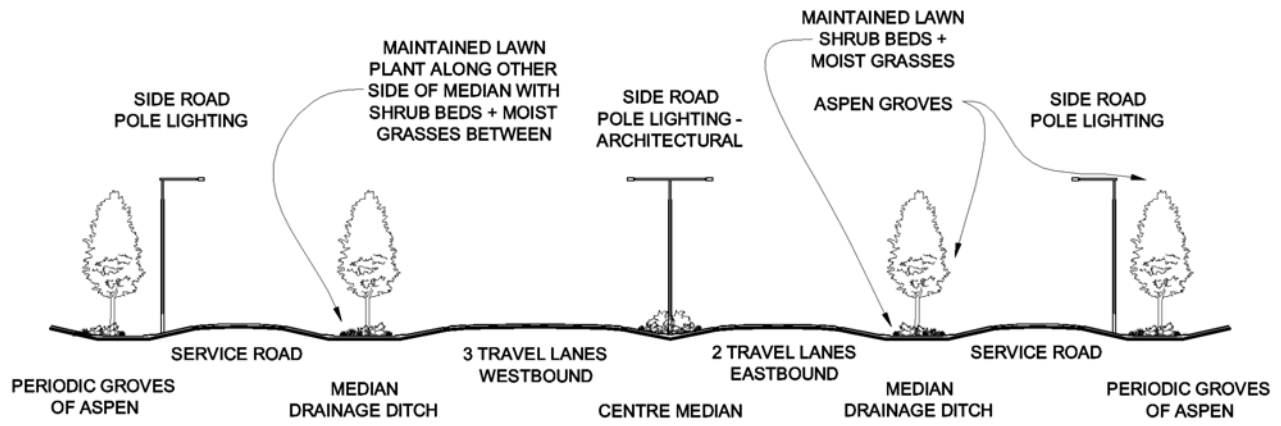 MAINTAINED LAWN
PLANT ALONG OTHER
SIDE OF MEDIAN WITH
SHRUB BEDS + MOIST
GRASSES BETWEEN
MAINTAINED LAWN
SHRUB BEDS +
MOIST GRASSES
SIDE ROAD
POLE LIGHTING
SIDE ROAD
POLE LIGHTING -
ARCHITECTURAL
ASPEN GROVES
SIDE ROAD
POLE LIGHTING
SERVICE ROAD
3 TRAVEL LANES
WESTBOUND
2 TRAVEL LANES
EASTBOUND
SERVICE ROAD
PERIODIC GROVES
OF ASPEN
MEDIAN
DRAINAGE DITCH
CENTRE MEDIAN
MEDIAN
DRAINAGE DITCH
PERIODIC GROVES
OF ASPEN